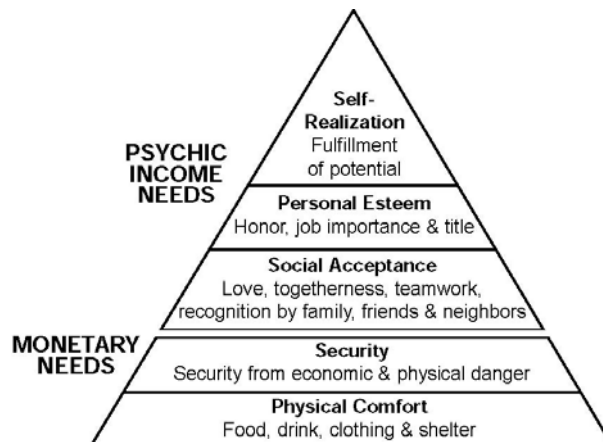 Self-
Realization
Fulfillment
of potential
PSYCHIC
INCOME
NEEDS
Personal Esteem
Honor, job importance & title
Social Acceptance
Love, togetherness, teamwork,
recognition by family, friends & neighbors
MONETARY
NEEDS
Security
Security from economic & physical danger
Physical Comfort
Food, drink, clothing & shelter